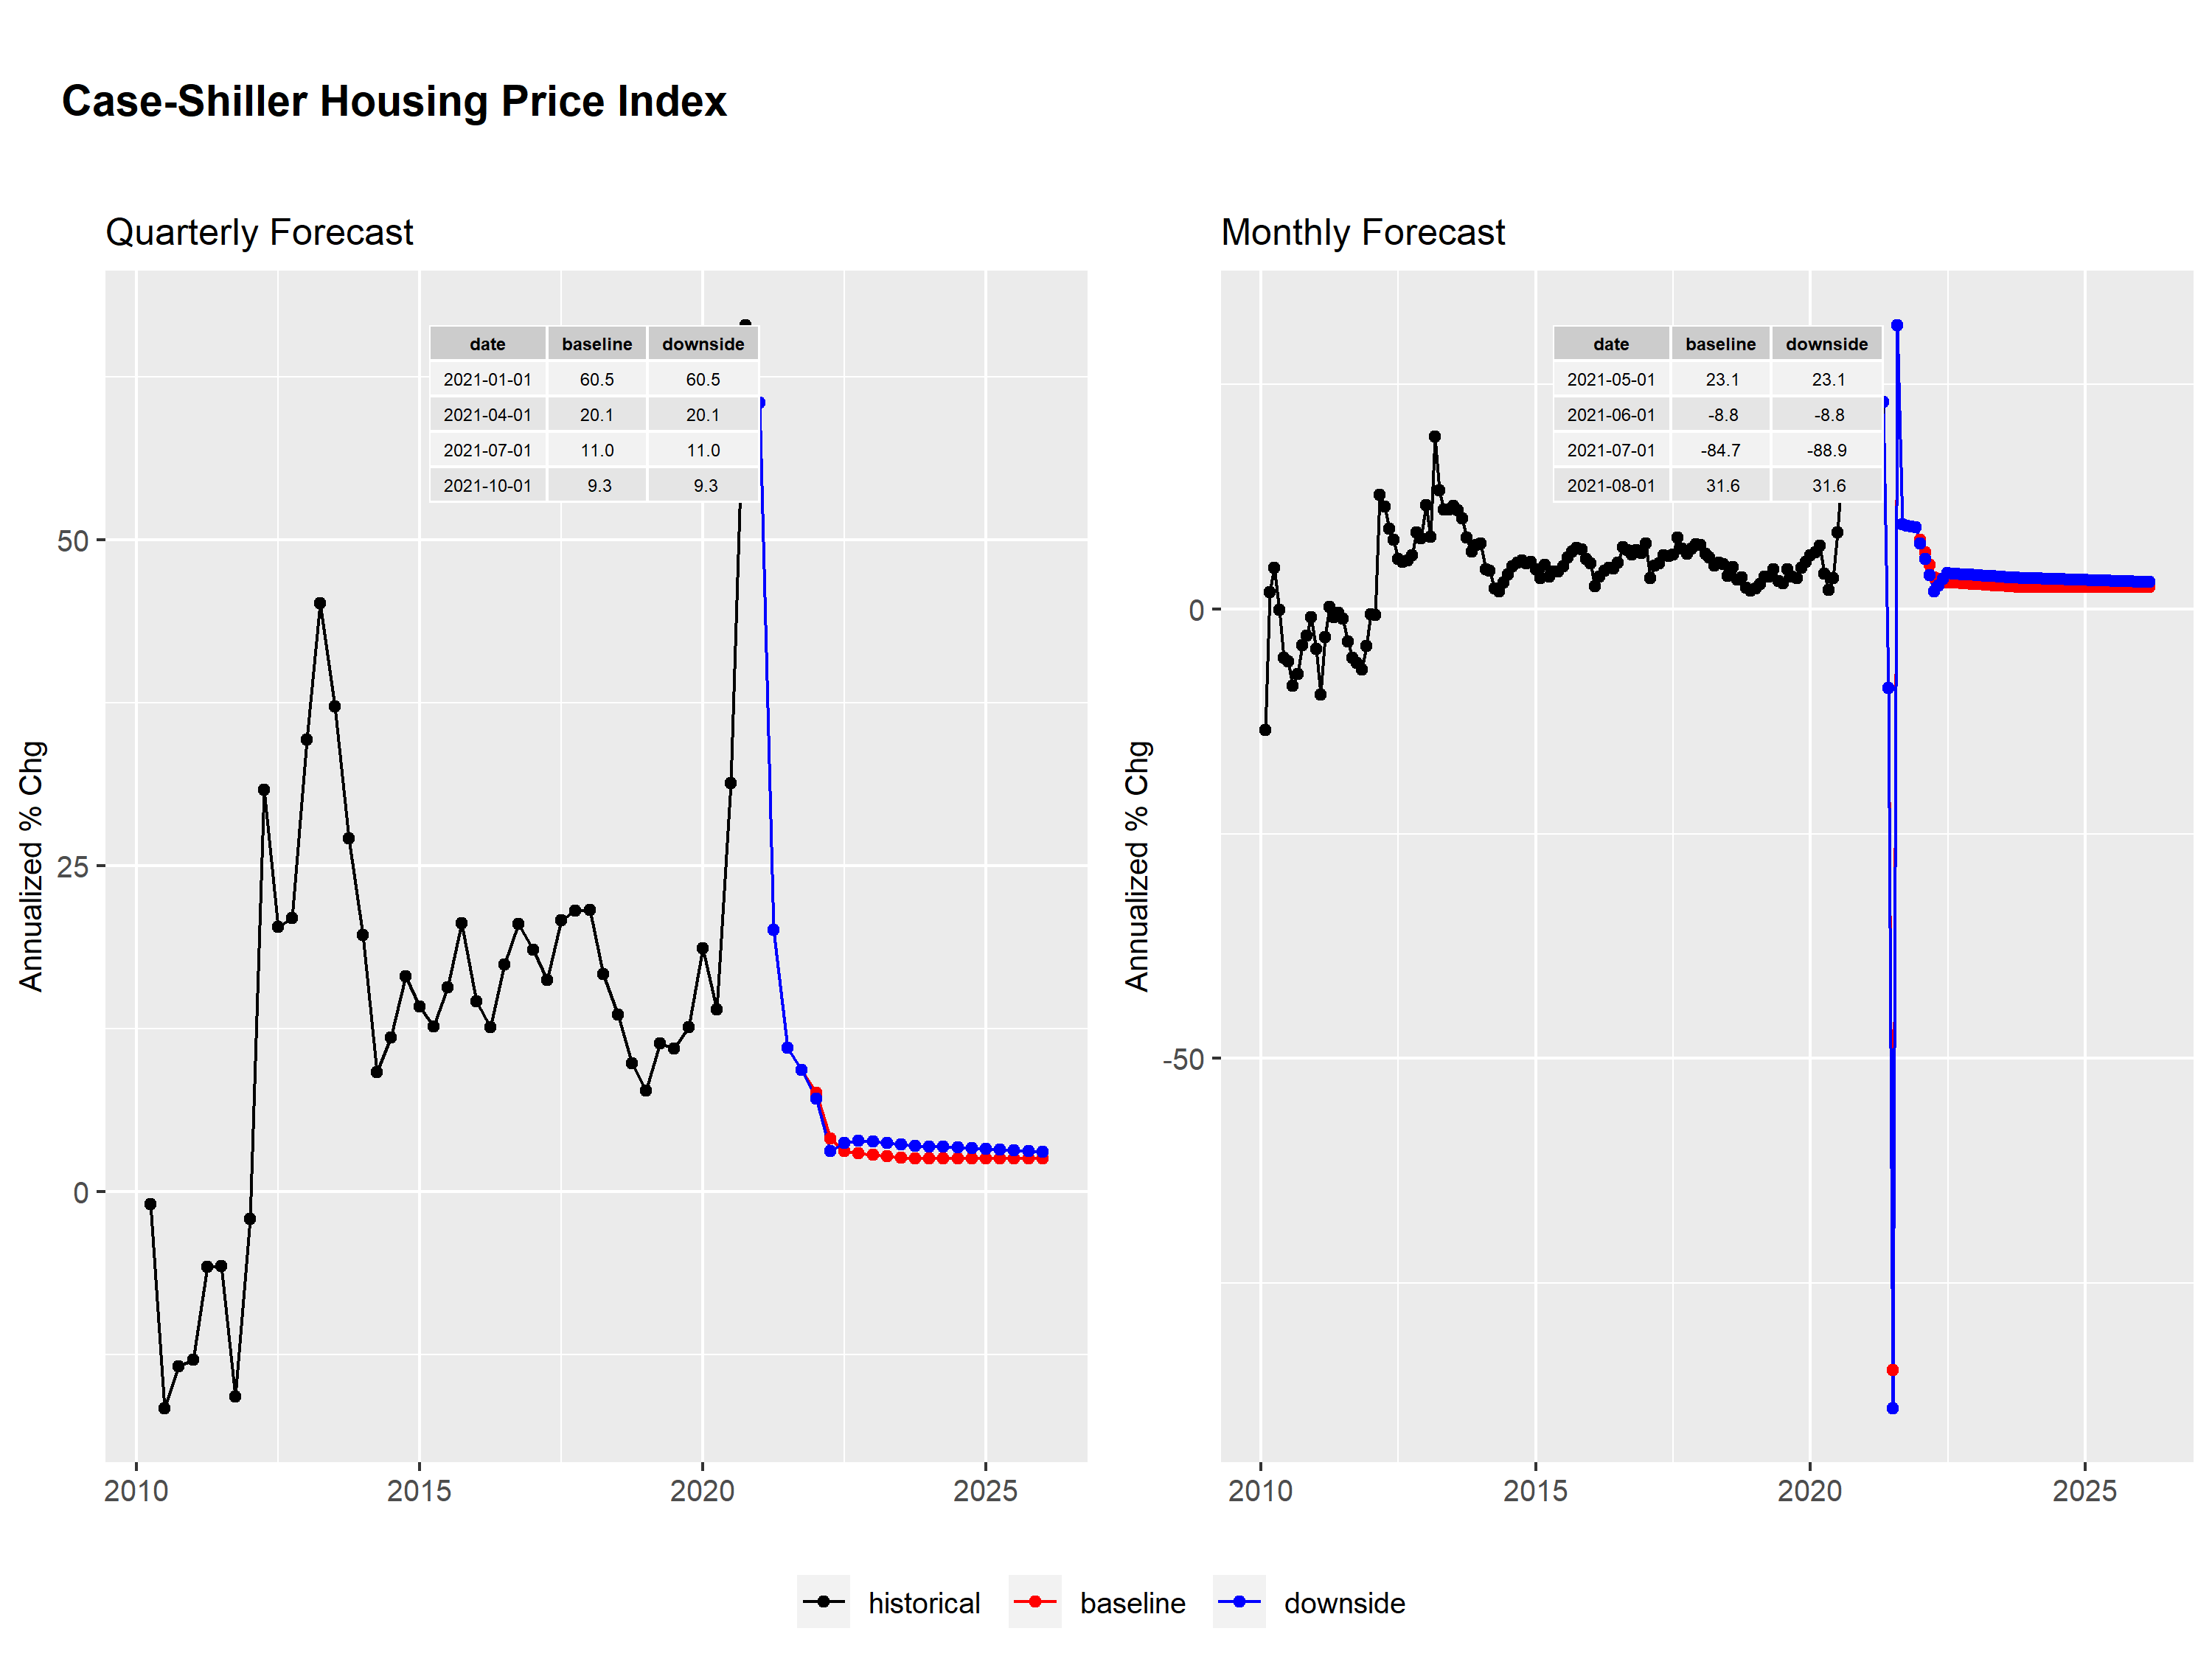 Case-Shiller Housing Price Index
Quarterly Forecast
Annualized % Chg
50
25
0
2010 2015 2020 2025
date baseline downside
2021-01-01 60.5 60.5
2021-04-01 20.1 20.1
2021-07-01 11.0 11.0
2021-10-01 9.3 9.3
Monthly Forecast
Annualized % Chg
0
-50
2010 2015 2020 2025
date baseline downside
2021-05-01 23.1 23.1
2021-06-01 -8.8 -8.8
2021-07-01 -84.7 -88.9
2021-08-01 31.6 31.6
historical baseline downside